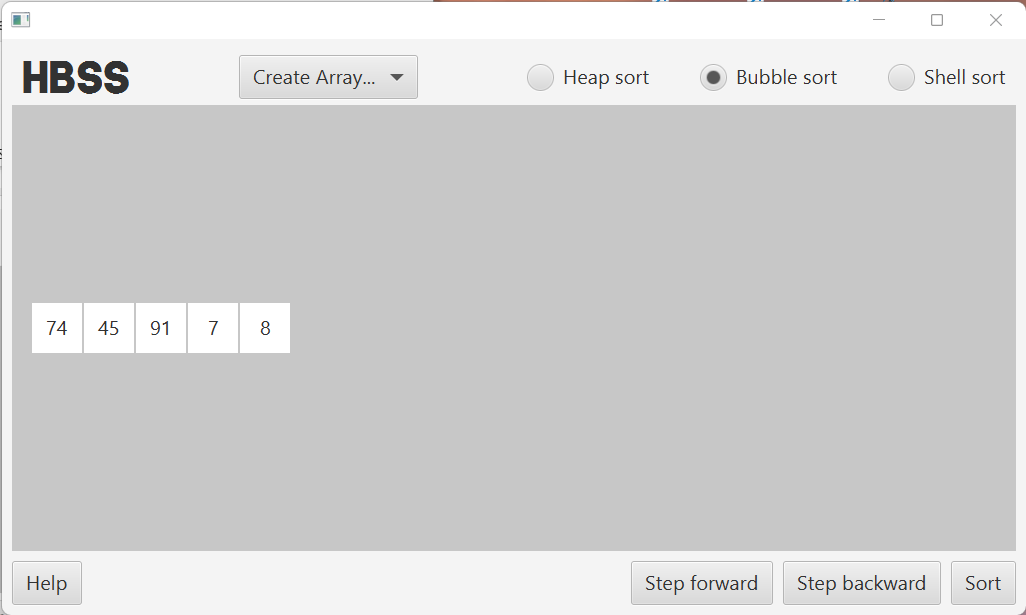 HBSS
Create Array...
Heap sort
Bubble sort
Shell sort
74 45 91 7 8
Help
Step forward
Step backward
Sort